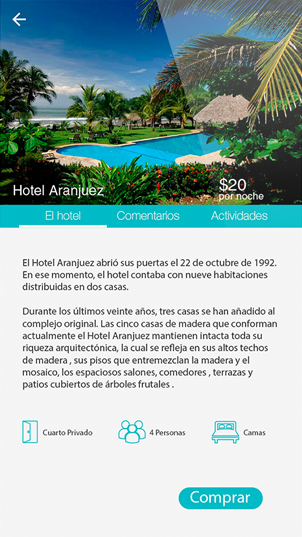 Hotel Aranjuez
$20
por noche
El hotel
Comentarios
Actividades
El Hotel Aranjuez abrió sus puertas el 22 de octubre de 1992.
En ese momento, el hotel contaba con nueve habitaciones
distribuidas en dos casas.
Durante los últimos veinte años, tres casas se han añadido al
complejo original. Las cinco casas de madera que conforman
actualmente el Hotel Aranjuez mantienen intacta toda su
riqueza arquitectónica, la cual se refleja en sus altos techos
de madera , sus pisos que entremezclan la madera y el
mosaico, los espaciosos salones, comedores , terrazas y
patios cubiertos de árboles frutales .
Cuarto Privado
4 Personas
Camas
Comprar